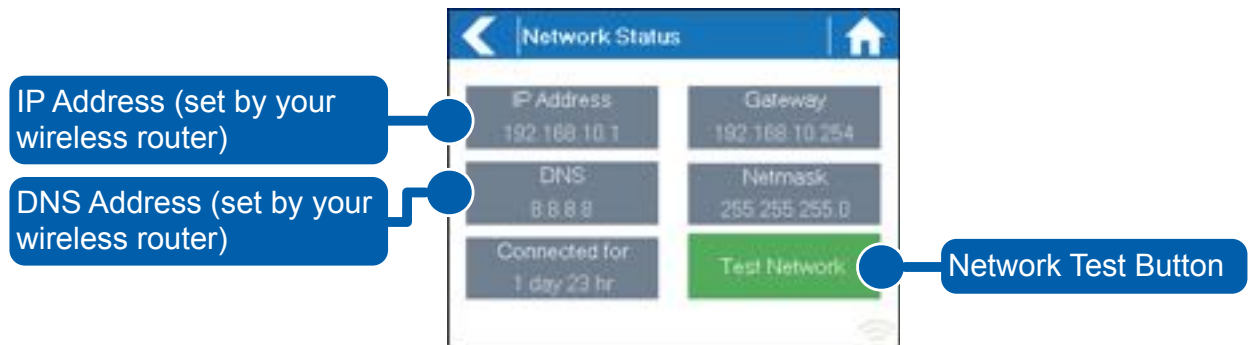 Network Status
IP Address (set by your
wireless router)
IP Address
192.168.10.1
Gateway
192.168.10.254
DNS Address (set by your
wireless router)
DNS
8.8.8.8
Netmask
255.255.255.0
Connected for
1 day 23 hr
Test Network
Network Test Button